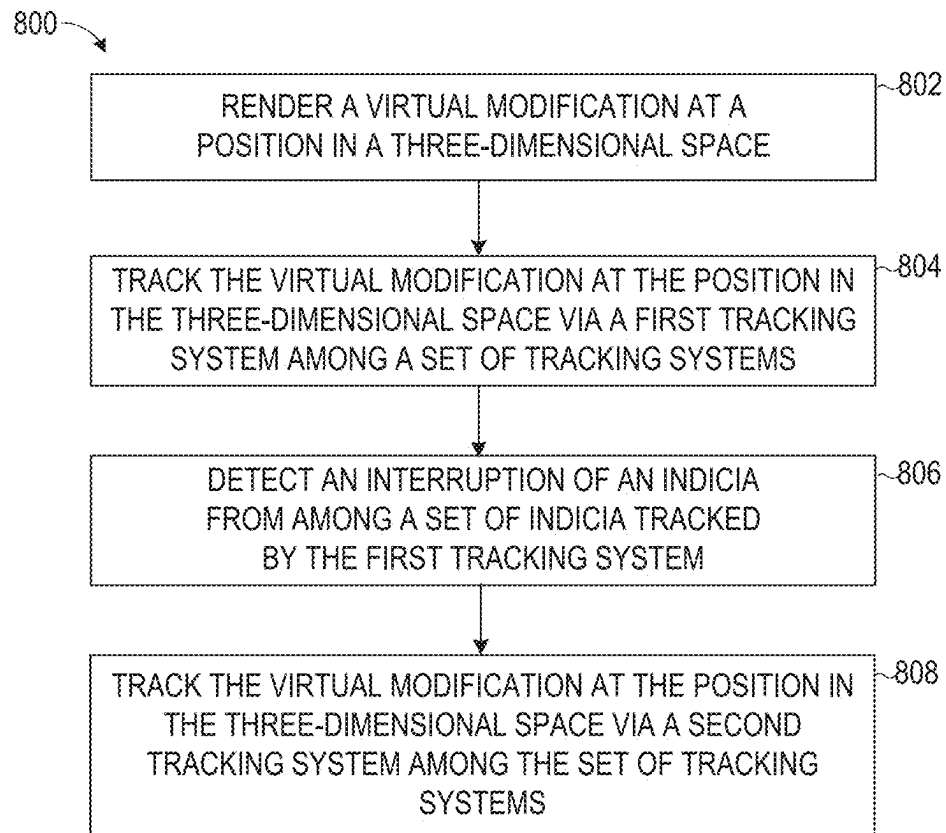 800
802
RENDER A VIRTUAL MODIFICATION AT A
POSITION IN A THREE-DIMENSIONAL SPACE
804
TRACK THE VIRTUAL MODIFICATION AT THE POSITION IN
THE THREE-DIMENSIONAL SPACE VIA A FIRST TRACKING
SYSTEM AMONG A SET OF TRACKING SYSTEMS
806
DETECT AN INTERRUPTION OF AN INDICIA
FROM AMONG A SET OF INDICIA TRACKED
BY THE FIRST TRACKING SYSTEM
808
TRACK THE VIRTUAL MODIFICATION AT THE POSITION IN
THE THREE-DIMENSIONAL SPACE VIA A SECOND
TRACKING SYSTEM AMONG THE SET OF TRACKING
SYSTEMS